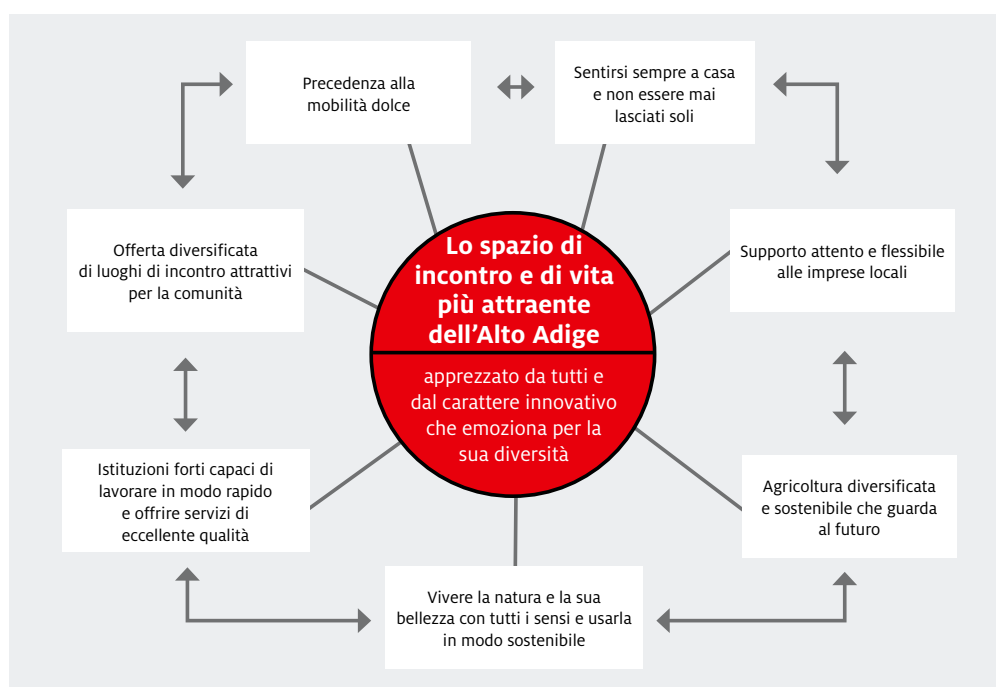 Precedenza alla
mobilità dolce
Sentirsi sempre a casa
e non essere mai
lasciati soli
Offerta diversificata
di luoghi di incontro attrattivi
per la comunità
Lo spazio di
incontro e di vita
più attraente
dell’Alto Adige
apprezzato da tutti e
dal carattere innovativo
che emoziona per la
sua diversità
Supporto attento e flessibile
alle imprese locali
Istituzioni forti capaci di
lavorare in modo rapido
e offrire servizi di
eccellente qualità
Agricoltura diversificata
e sostenibile che guarda
al futuro
Vivere la natura e la sua
bellezza con tutti i sensi e usarla
in modo sostenibile